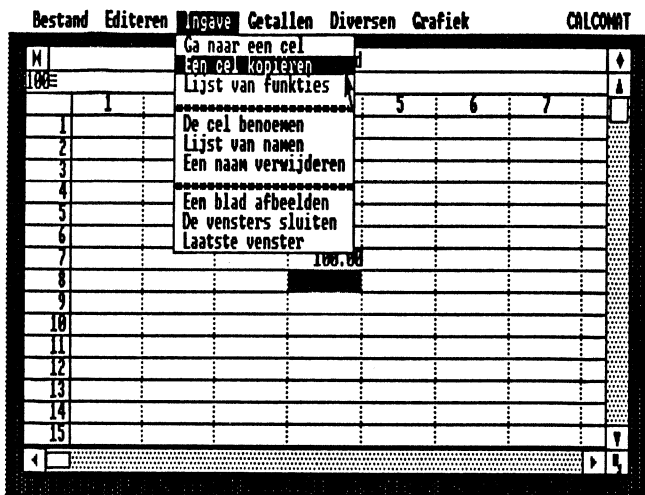 Bestand Editeren Ingave Getallen Diversen Grafiek CALCOMAT
Ga naar een cel
Een cel kopieren
Lijst van funkties
100=
1 5 6 7
De cel benoemen
Lijst van namen
Een naam verwijderen
Een blad afbeelden
De vensters sluiten
Laatste venster
1
2
3
4
5
6
7 100.00
8
9
10
11
12
13
14
15